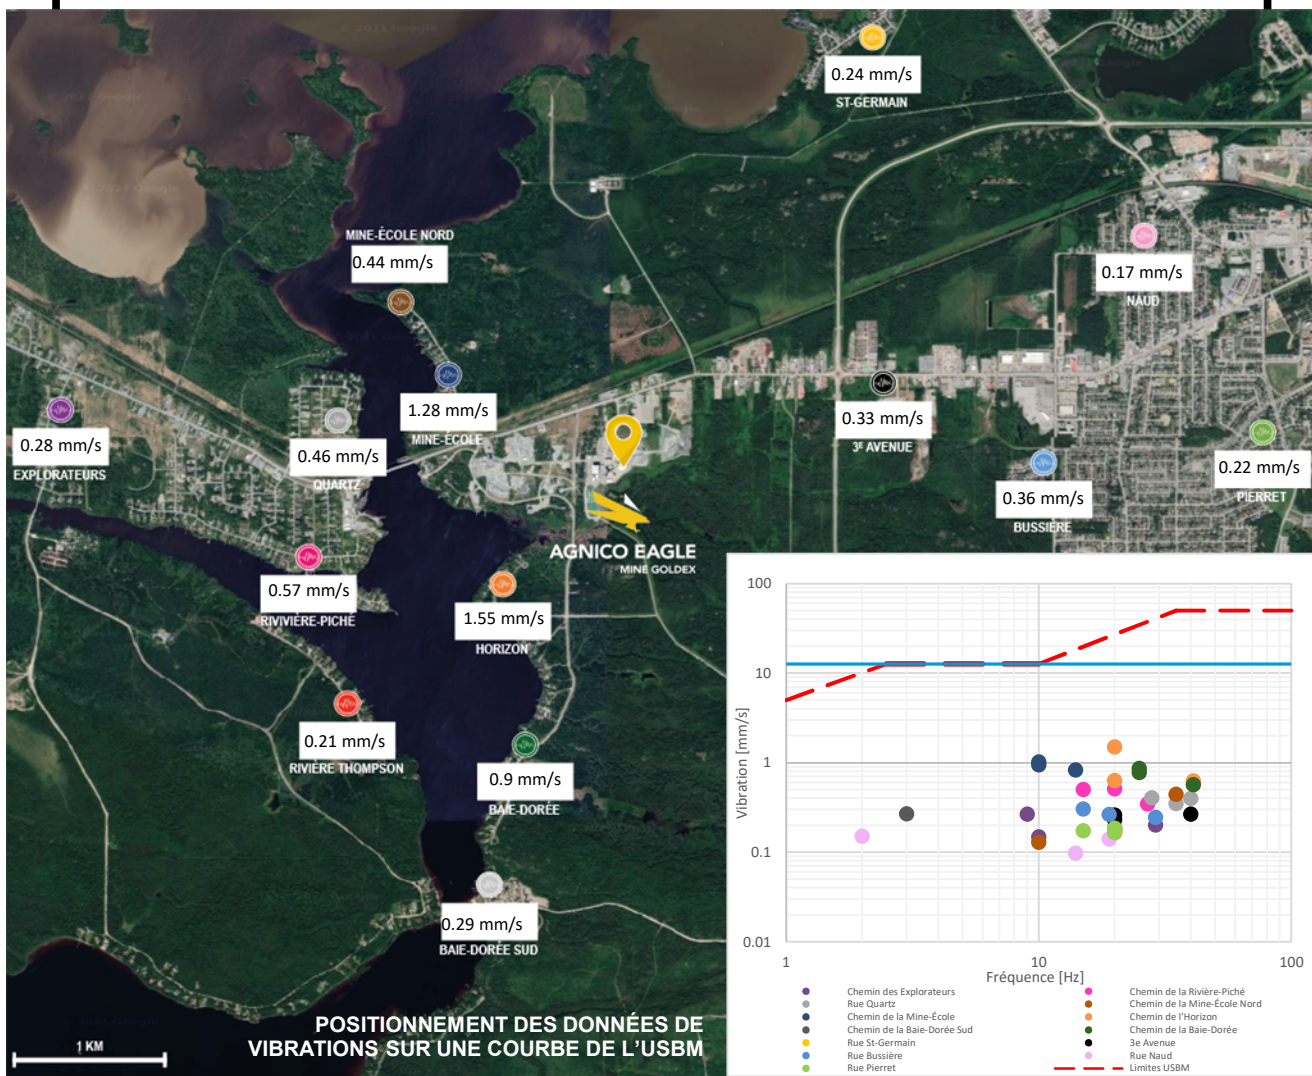 0.24 mm/s
ST-GERMAIN
MINE-ÉCOLE NORD
0.44 mm/s
0.17 mm/s
NAUD
1.28 mm/s
MINE-ÉCOLE
0.28 mm/s
EXPLORATEURS
0.46 mm/s
QUARTZ
0.33 mm/s
3E AVENUE
0.36 mm/s
BUSSIÈRE
0.22 mm/s
PIERRET
AGNICO EAGLE
MINE GOLDEX
0.57 mm/s
RIVIVIÈRE-PICHÉ
1.55 mm/s
HORIZON
0.21 mm/s
RIVIÈRE THOMPSON
0.9 mm/s
BAIE-DORÉE
0.29 mm/s
BAIE-DORÉE SUD
POSITIONNEMENT DES DONNÉES DE
VIBRATIONS SUR UNE COURBE DE L'USBM
1 KM
Vibration [mm/s]
100
10
1
0.1
0.01
1
10
100
Fréquence [Hz]
Chemin des Explorateurs
Chemin de la Rivière-Piché
Rue Quartz
Chemin de la Mine-École Nord
Chemin de la Mine-École
Chemin de l'Horizon
Chemin de la Baie-Dorée Sud
Chemin de la Baie-Dorée
Rue St-Germain
3e Avenue
Rue Bussière
Rue Naud
Rue Pierret
Limites USBM